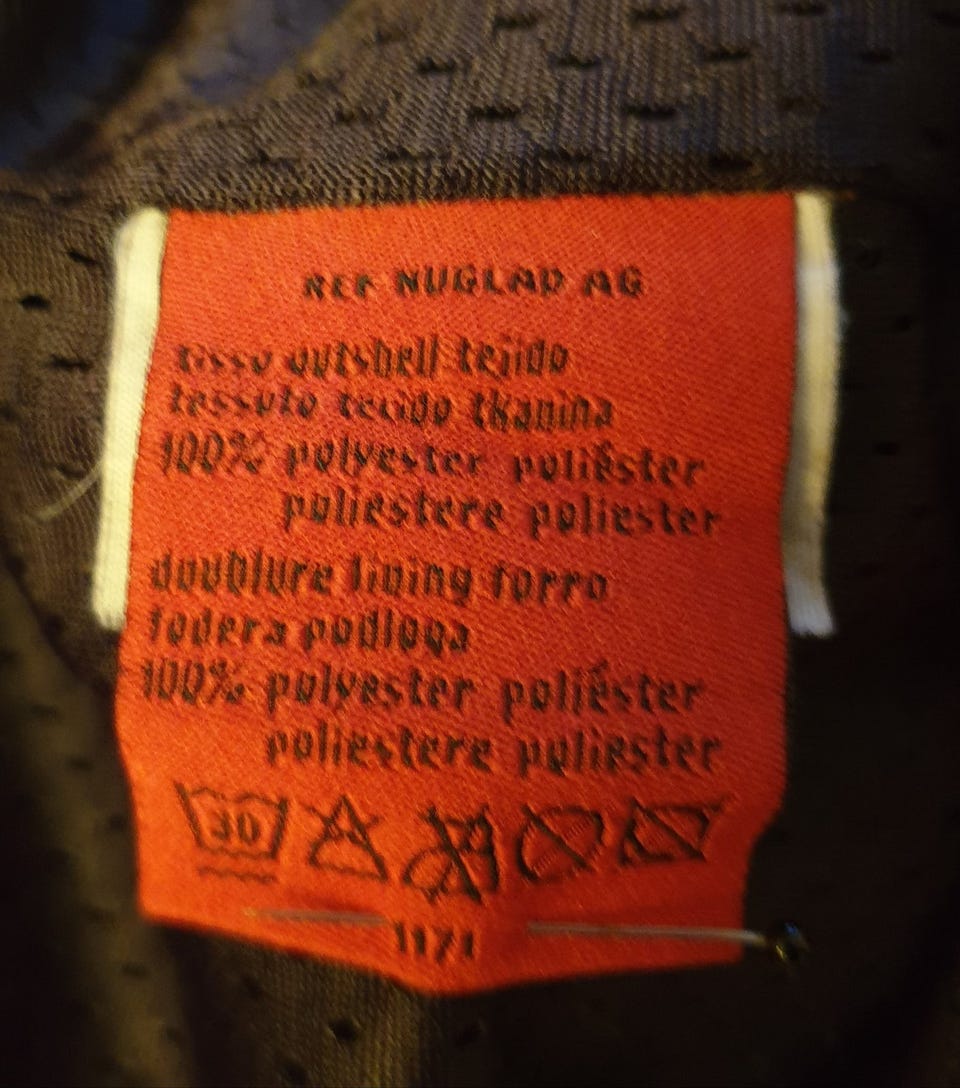 REF NUGLAD AG
tissu outshell tejido
tessuto tecido tkanina
100% polyester poliéster
poliestere poliester
doublure lining forro
fodera podloga
100% polyester poliéster
poliestere poliester
30
1171